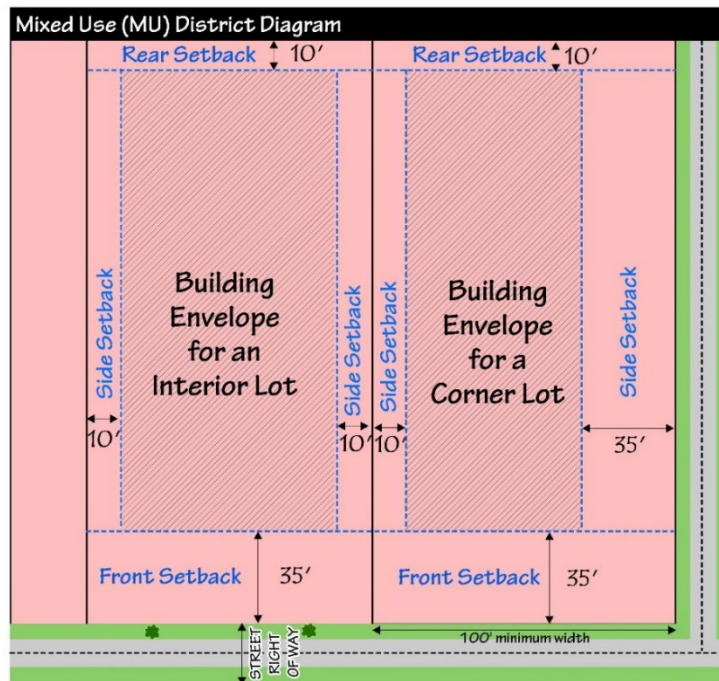 Mixed Use (MU) District Diagram
Rear Setback
10'
Rear Setback
10'
Side Setback
Building
Envelope
for an
Interior Lot
Side Setback
Side Setback
Building
Envelope
for a
Corner Lot
Side Setback
10'
10'
10'
35'
Front Setback
35'
Front Setback
35'
STREET
RIGHT
OF WAY
100' minimum width